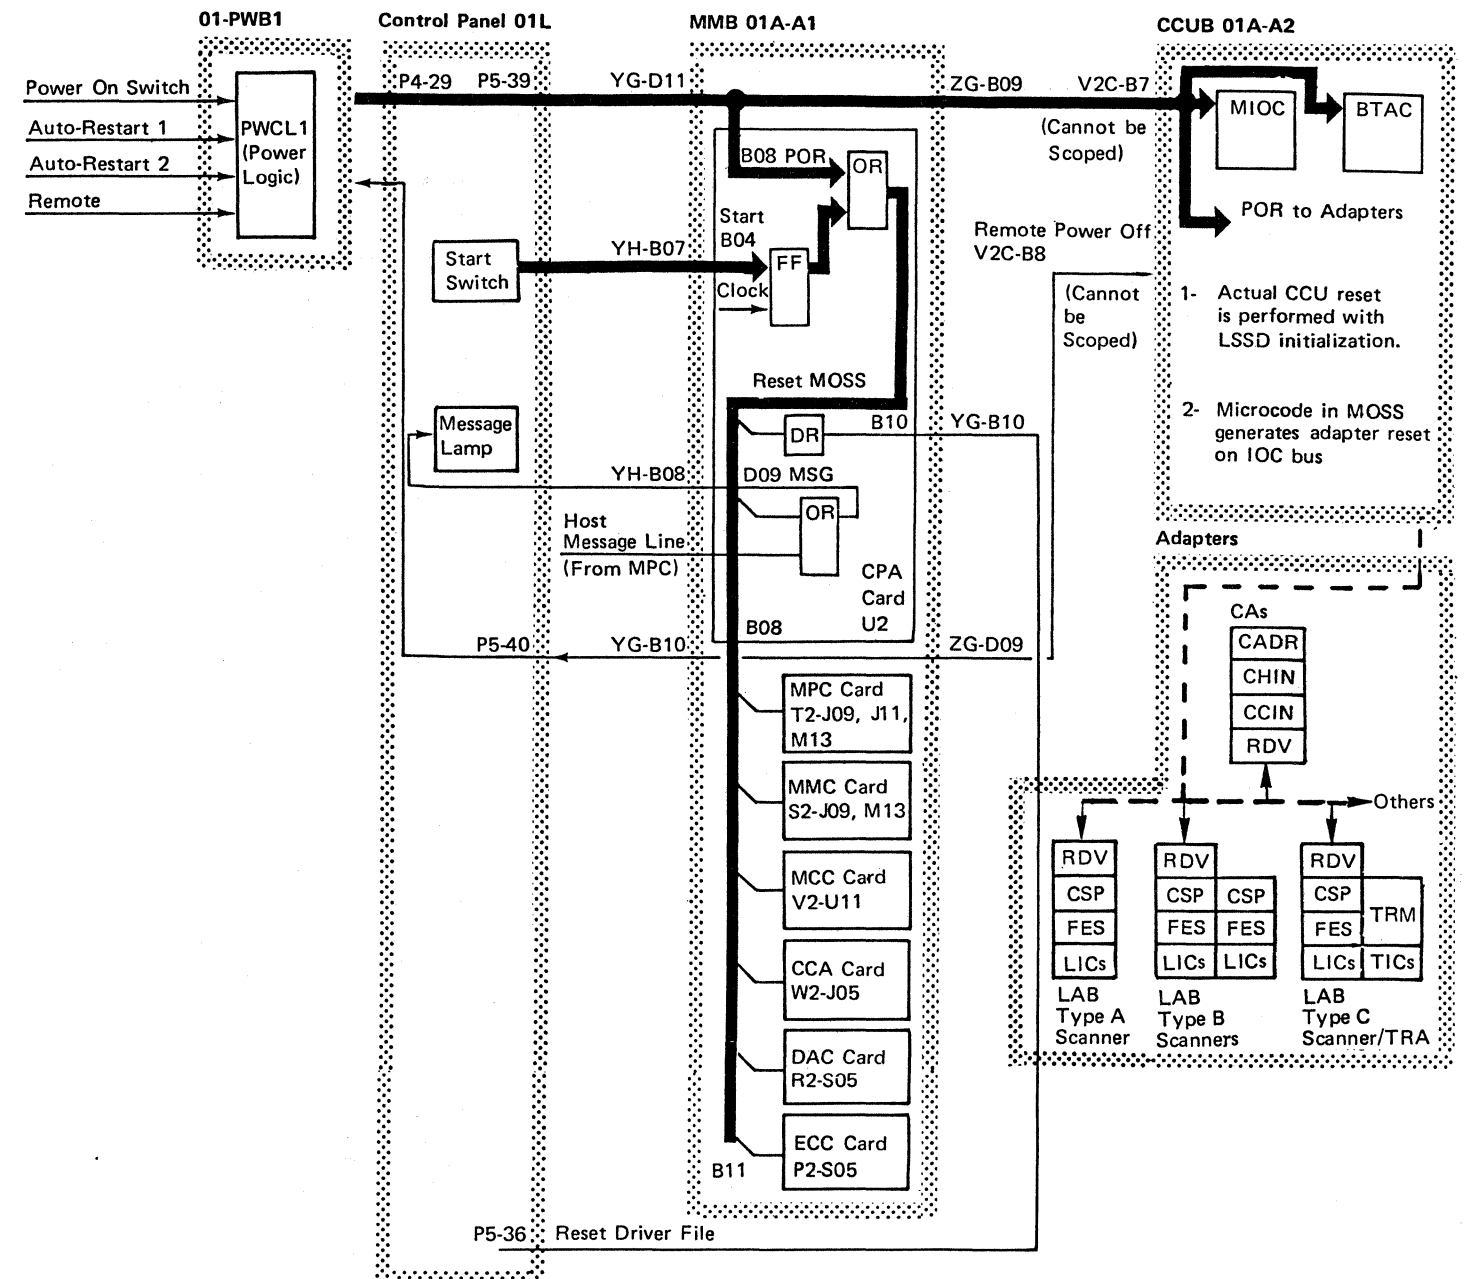 01-PWB1
Control Panel 01L
MMB 01A-A1
CCUB 01A-A2
Power On Switch
Auto-Restart 1
Auto-Restart 2
Remote
PWCL1
(Power
Logic)
P4-29
P5-39
YG-D11
ZG-B09
V2C-B7
(Cannot be
Scoped)
MIOC
BTAC
POR to Adapters
B08 POR
OR
Start
B04
FF
Clock
Start
Switch
YH-B07
Remote Power Off
V2C-B8
(Cannot
be
Scoped)
1- Actual CCU reset
is performed with
LSSD initialization.
2- Microcode in MOSS
generates adapter reset
on IOC bus
Reset MOSS
DR
B10
YG-B10
Message
Lamp
YH-B08
D09 MSG
OR
Host
Message Line
(From MPC)
CPA
Card
U2
B08
P5-40
YG-B10
ZG-D09
MPC Card
T2-J09, J11,
M13
MMC Card
S2-J09, M13
MCC Card
V2-U11
CCA Card
W2-J05
DAC Card
R2-S05
ECC Card
P2-S05
B11
P5-36
Reset Driver File
Adapters
CAs
CADR
CHIN
CCIN
RDV
Others
RDV
CSP
FES
LICs
LAB
Type A
Scanner
RDV
CSP CSP
FES FES
LICs LICs
LAB
Type B
Scanners
RDV
CSP
TRM
FES
LICs TICs
LAB
Type C
Scanner/TRA